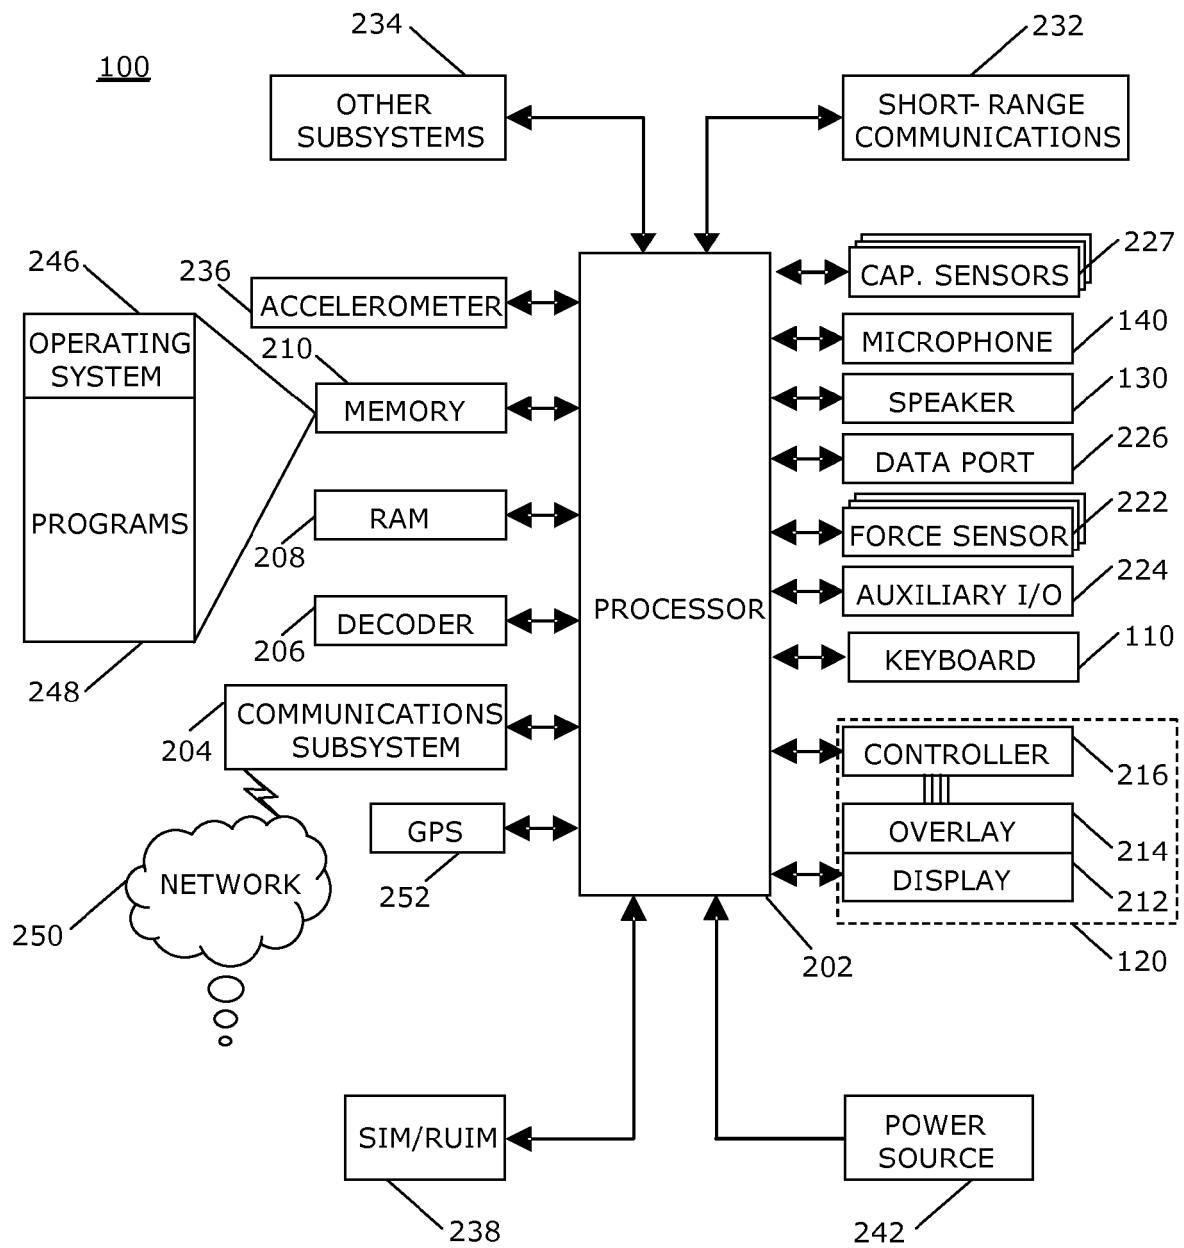 234
232
100
OTHER
SUBSYSTEMS
SHORT-RANGE
COMMUNICATIONS
246
236
ACCELEROMETER
227
CAP. SENSORS
210
140
MICROPHONE
OPERATING
SYSTEM
MEMORY
130
SPEAKER
226
DATA PORT
PROGRAMS
RAM
208
222
FORCE SENSOR
PROCESSOR
224
AUXILIARY I/O
DECODER
206
110
KEYBOARD
248
204
COMMUNICATIONS
SUBSYSTEM
CONTROLLER
216
GPS
252
OVERLAY
214
NETWORK
250
DISPLAY
212
202
120
SIM/RUIM
238
POWER
SOURCE
242